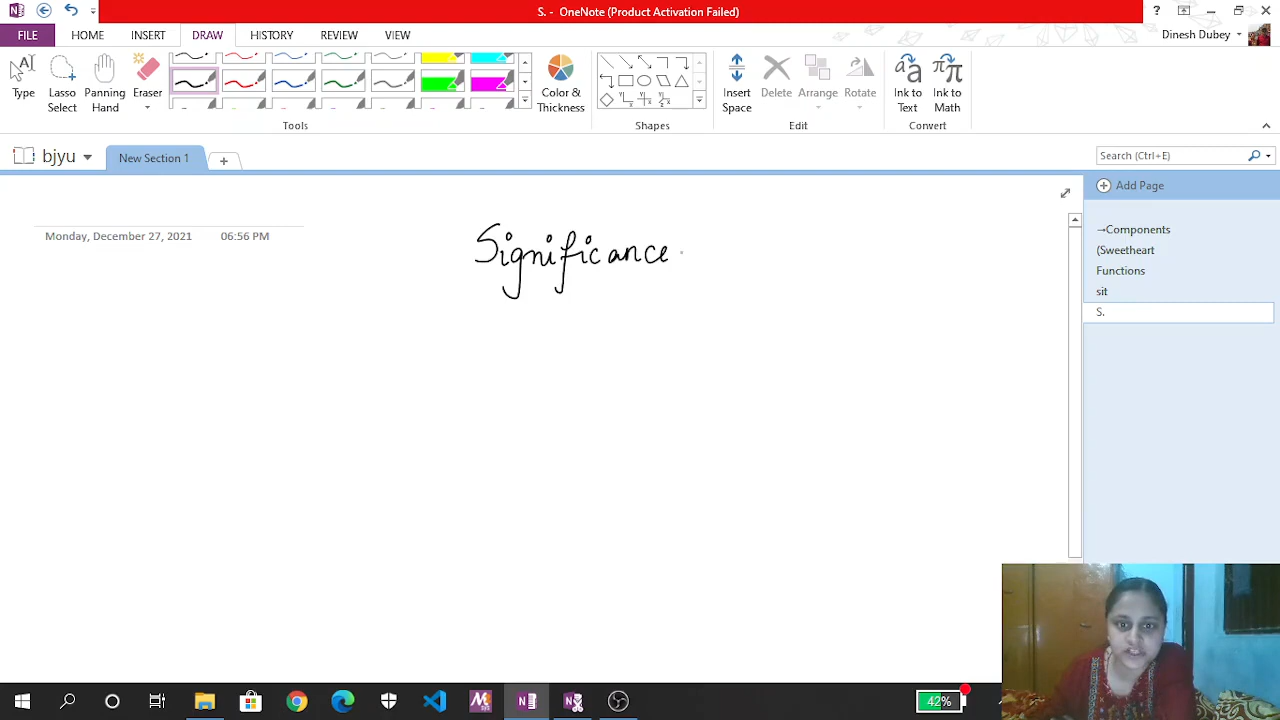 S. - OneNote (Product Activation Failed)
?
FILE HOME INSERT DRAW HISTORY REVIEW VIEW
Dinesh Dubey
Type
Lasso Select
Panning Hand
Eraser
Color & Thickness
Insert Space
Delete
Arrange
Rotate
Ink to Text
Ink to Math
Tools
Shapes
Edit
Convert
bjyu
New Section 1
Search (Ctrl+E)
Add Page
Monday, December 27, 2021 06:56 PM
Significance
→Components
(Sweetheart
Functions
sit
S.
42%